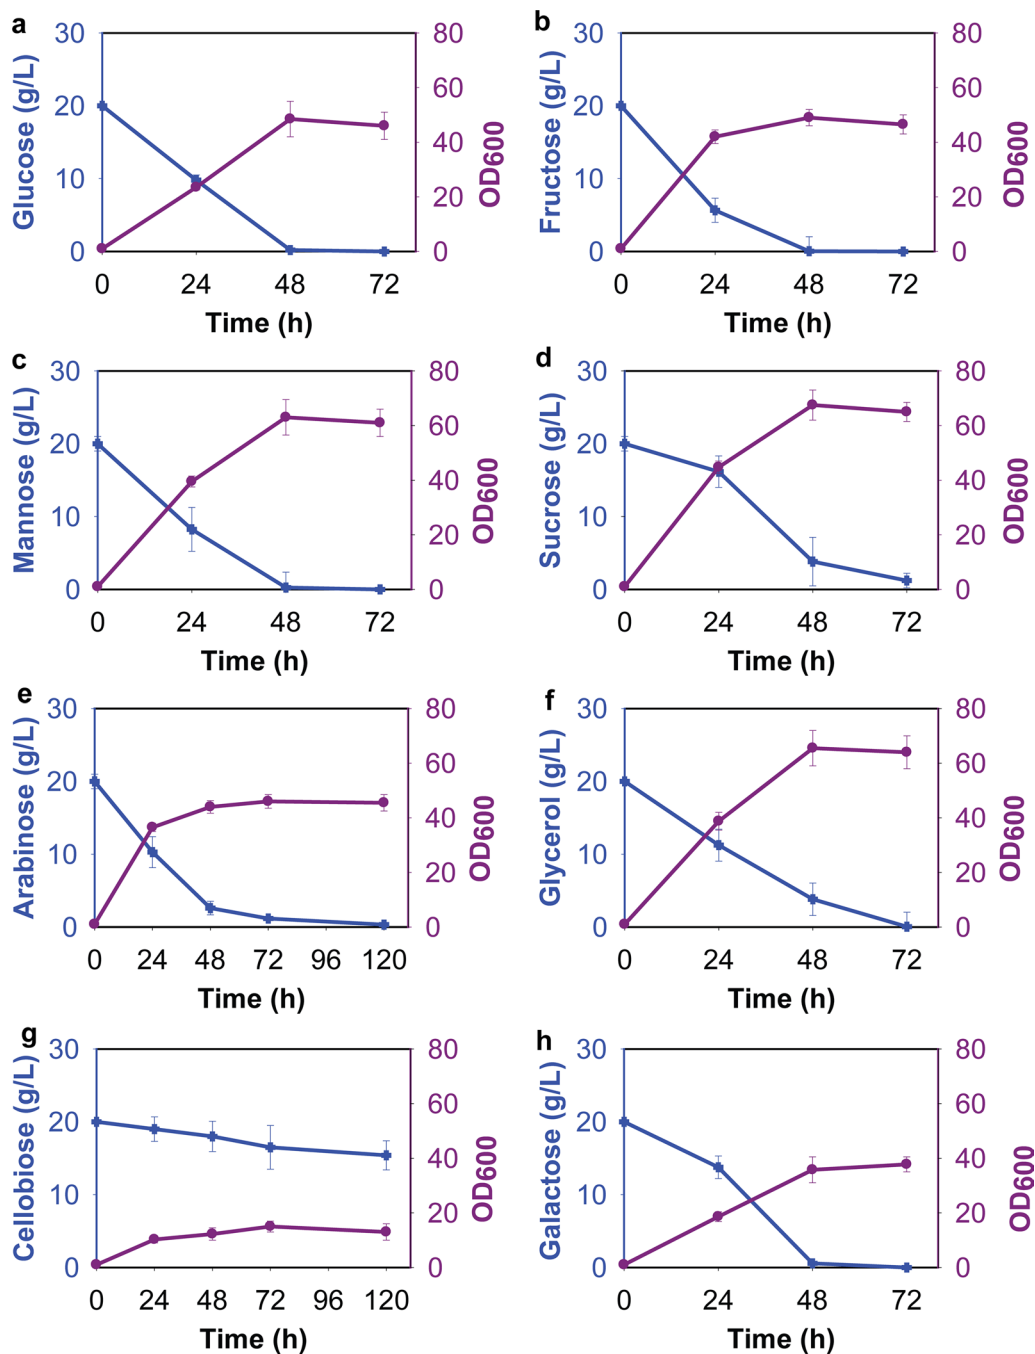 a
b
30
80
30
80
Glucose (g/L)
OD600
Fructose (g/L)
OD600
60
60
20
20
40
40
10
10
20
20
0
0
0
0
0 24 48 72
0 24 48 72
Time (h)
Time (h)
c
d
30
80
30
80
Mannose (g/L)
OD600
Sucrose (g/L)
OD600
60
60
20
20
40
40
10
10
20
20
0
0
0
0
0 24 48 72
0 24 48 72
Time (h)
Time (h)
e
f
30
80
30
80
Arabinose (g/L)
OD600
Glycerol (g/L)
OD600
60
60
20
20
40
40
10
10
20
20
0
0
0
0
0 24 48 72 96 120
0 24 48 72
Time (h)
Time (h)
g
h
30
80
30
80
Cellobiose (g/L)
OD600
Galactose (g/L)
OD600
60
60
20
20
40
40
10
10
20
20
0
0
0
0
0 24 48 72 96 120
0 24 48 72
Time (h)
Time (h)